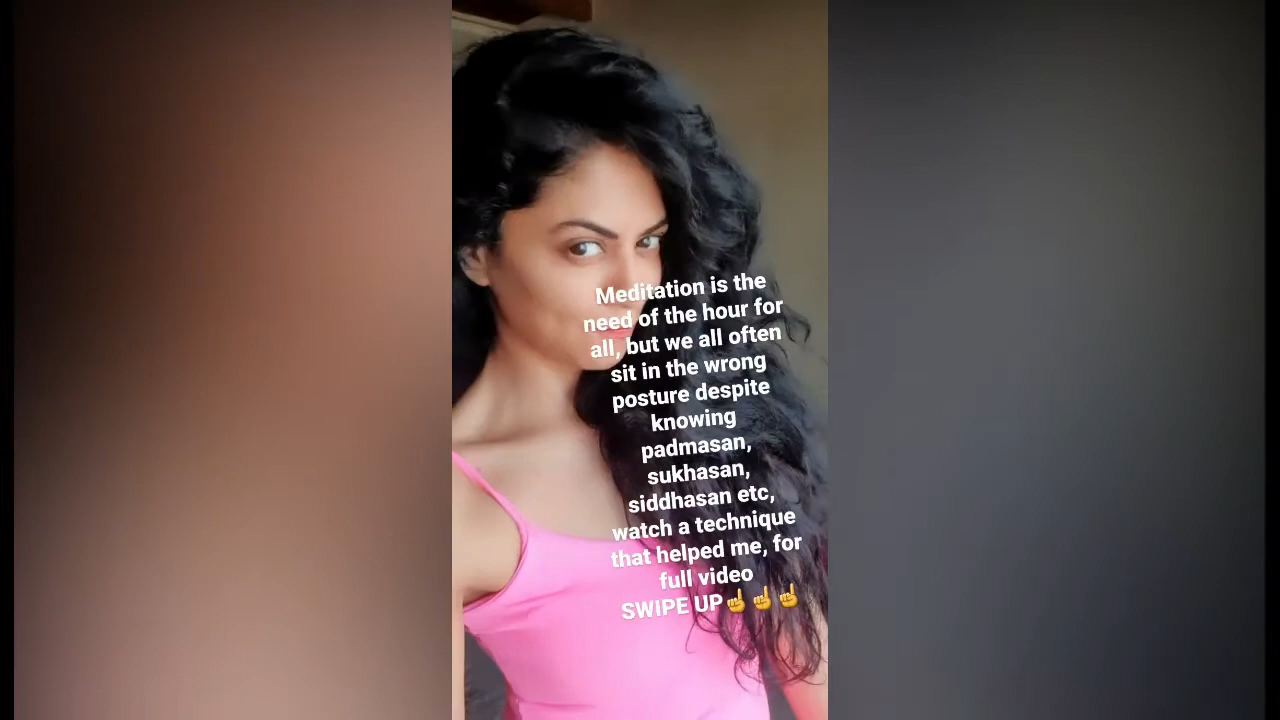 Meditation is the
need of the hour for
all, but we all often
sit in the wrong
posture despite
knowing
padmasan,
sukhasan,
siddhasan etc,
watch a technique
that helped me, for
full video
SWIPE UP☝️☝️☝️